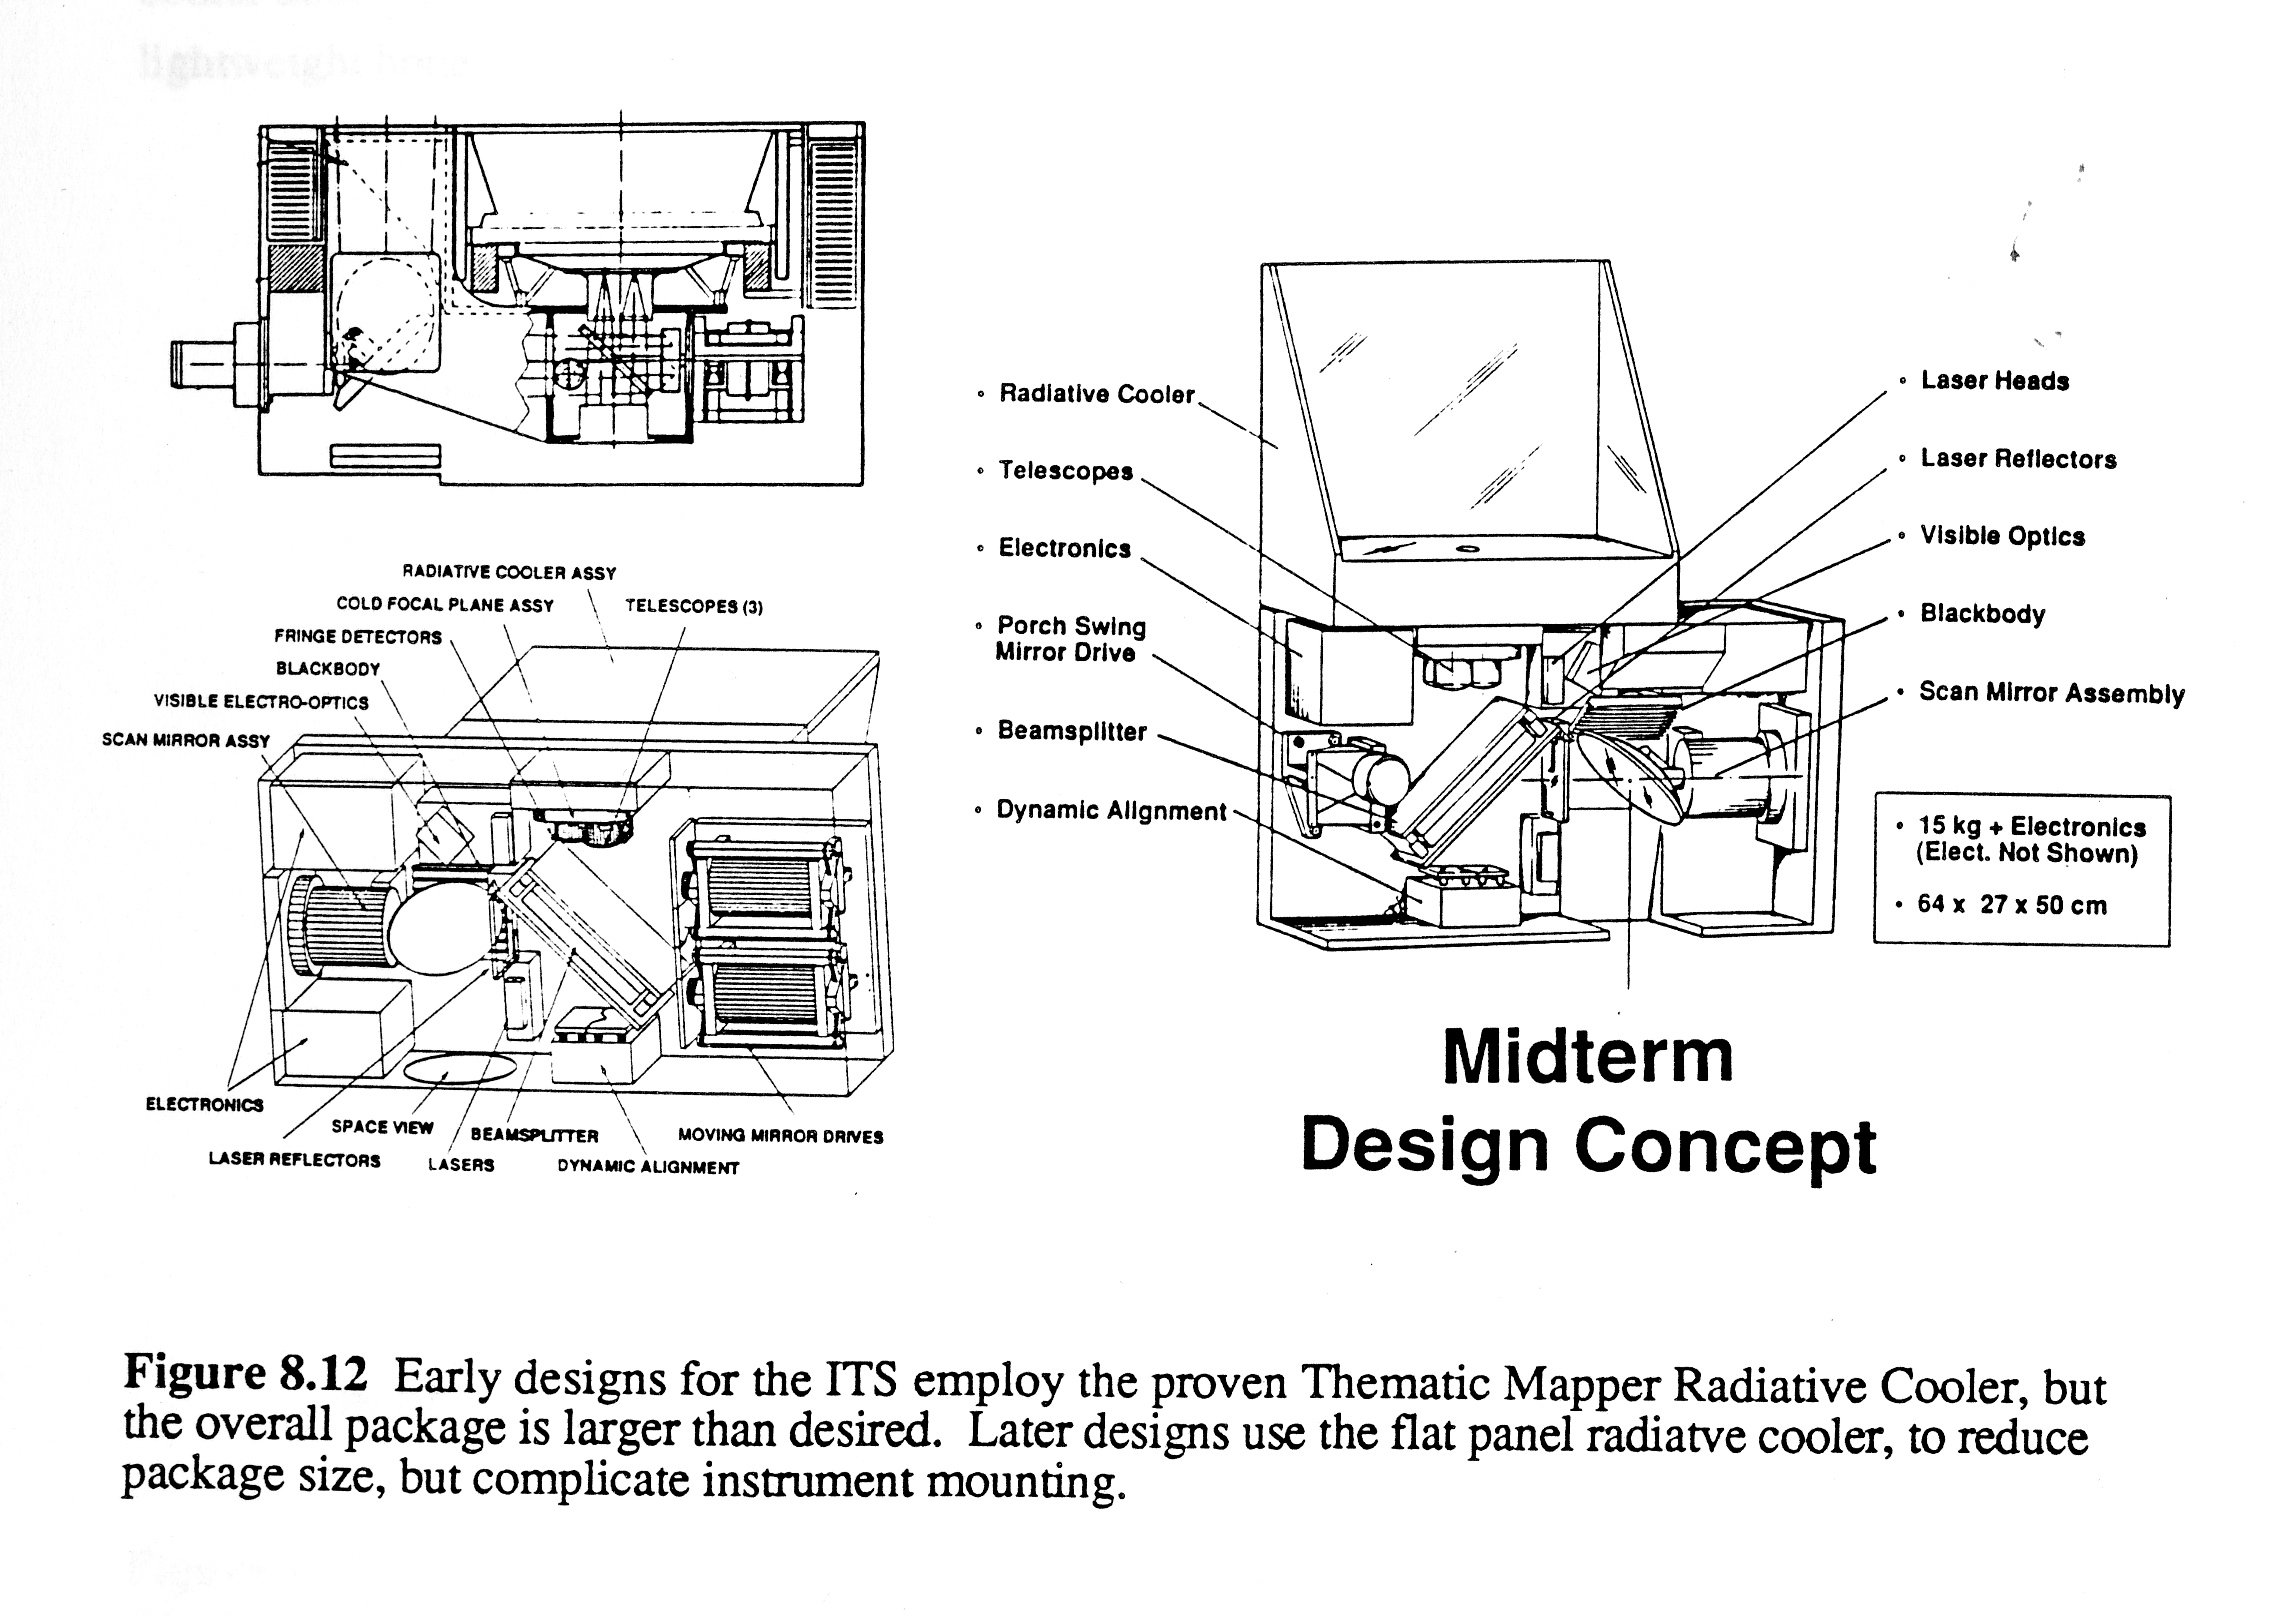 RADIATIVE COOLER ASSY
COLD FOCAL PLANE ASSY
TELESCOPES (3)
FRINGE DETECTORS
BLACKBODY
VISIBLE ELECTRO-OPTICS
SCAN MIRROR ASSY
ELECTRONICS
SPACE VIEW
BEAMSPLITTER
MOVING MIRROR DRIVES
LASER REFLECTORS
LASERS
DYNAMIC ALIGNMENT
• Radiative Cooler
• Telescopes
• Electronics
• Porch Swing
Mirror Drive
• Beamsplitter
• Dynamic Alignment
• Laser Heads
• Laser Reflectors
• Visible Optics
• Blackbody
• Scan Mirror Assembly
• 15 kg + Electronics
(Elect. Not Shown)
• 64 x 27 x 50 cm
Midterm
Design Concept
Figure 8.12 Early designs for the ITS employ the proven Thematic Mapper Radiative Cooler, but
the overall package is larger than desired. Later designs use the flat panel radiatve cooler, to reduce
package size, but complicate instrument mounting.